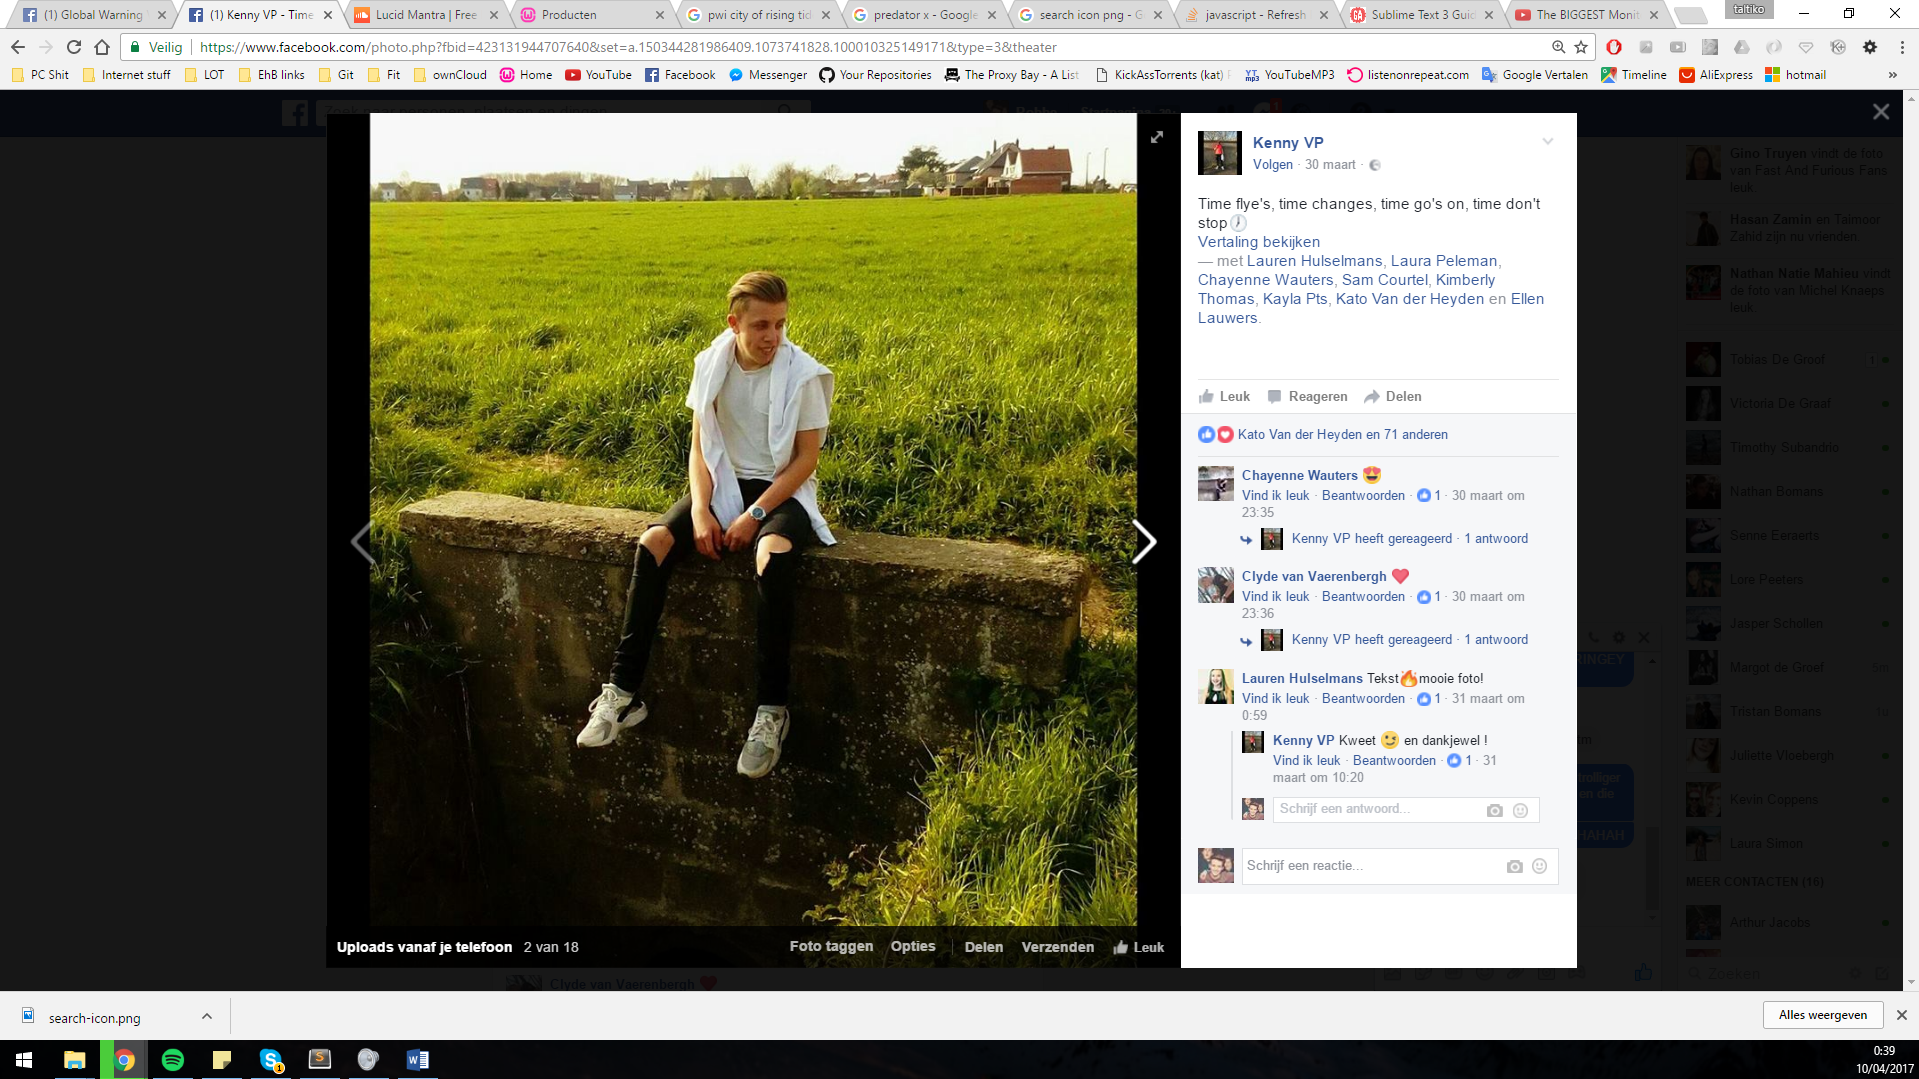 (1) Global Warning
(1) Kenny VP - Time
Lucid Mantra | Free
Producten
pwi city of rising tid
predator x - Google
search icon png - G
javascript - Refresh
Sublime Text 3 Guid
The BIGGEST Monit
taltiko
Veilig
https://www.facebook.com/photo.php?fbid=423131944707640&set=a.150344281986409.1073741828.100010325149171&type=3&theater
PC Shit
Internet stuff
LOT
EhB links
Git
Fit
ownCloud
Home
YouTube
Facebook
Messenger
Your Repositories
The Proxy Bay - A List
KickAssTorrents (kat)
YouTubeMP3
listenonrepeat.com
Google Vertalen
Timeline
AliExpress
hotmail
»
Kenny VP
Volgen · 30 maart ·
Time flye's, time changes, time go's on, time don't
stop
Vertaling bekijken
— met Lauren Hulselmans, Laura Peleman,
Chayenne Wauters, Sam Courtel, Kimberly
Thomas, Kayla Pts, Kato Van der Heyden en Ellen
Lauwers.
Leuk Reageren Delen
Kato Van der Heyden en 71 anderen
Chayenne Wauters 😍
Vind ik leuk · Beantwoorden · 1 · 30 maart om
23:35
Kenny VP heeft gereageerd · 1 antwoord
Clyde van Vaerenbergh ❤
Vind ik leuk · Beantwoorden · 1 · 30 maart om
23:36
Kenny VP heeft gereageerd · 1 antwoord
Lauren Hulselmans Tekst🔥mooie foto!
Vind ik leuk · Beantwoorden · 1 · 31 maart om
0:59
Kenny VP Kweet 😉 en dankjewel !
Vind ik leuk · Beantwoorden · 1 · 31
maart om 10:20
Schrijf een antwoord...
Schrijf een reactie...
Uploads vanaf je telefoon 2 van 18
Foto taggen Opties Delen Verzenden Leuk
Gino Truyen vindt de foto
van Fast And Furious Fans
leuk.
Hasan Zamin en Taimoor
Zahid zijn nu vrienden.
Nathan Natie Mahieu vindt
de foto van Michel Knaeps
leuk.
Tobias De Groof 1
Victoria De Graaf
Timothy Subandrio
Nathan Bomans
Senne Eeraerts
Lore Peeters
Jasper Schollen
Margot de Groef 5m
Tristan Bomans
Juliette Vloebergh
Kevin Coppens
Laura Simon
MEER CONTACTEN (16)
Arthur Jacobs
Zoeken
Clyde van Vaerenbergh
search-icon.png
Alles weergeven
0:39
10/04/2017